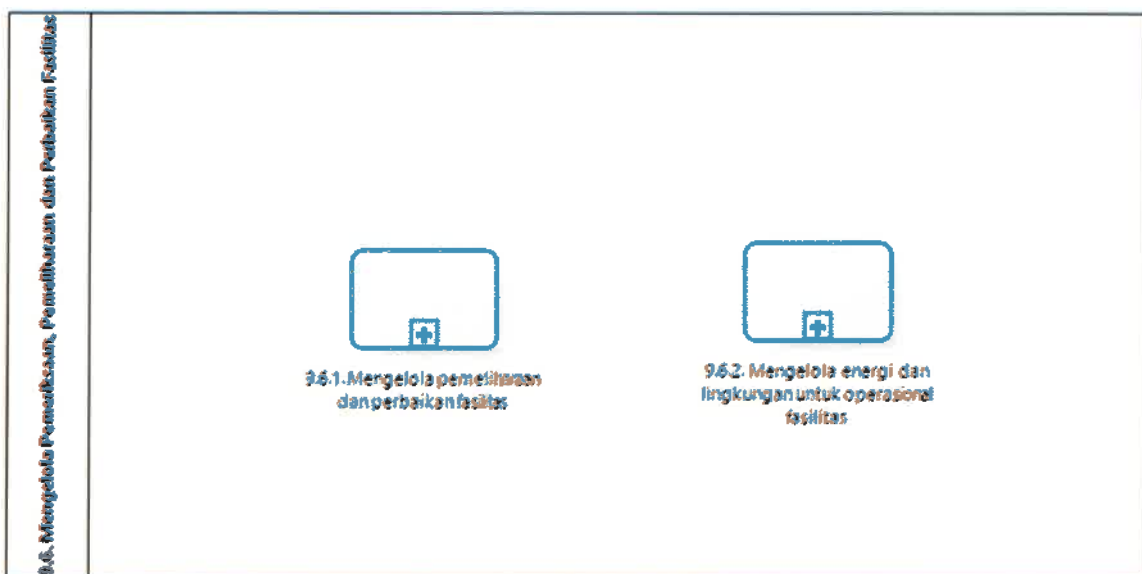 9.6. Mengelola Pemeriksaan, Pemeliharaan dan Perbaikan Fasilitas
9.6.1. Mengelola pemeliharaan
dan perbaikan fasilitas
9.6.2. Mengelola energi dan
lingkungan untuk operasional
fasilitas